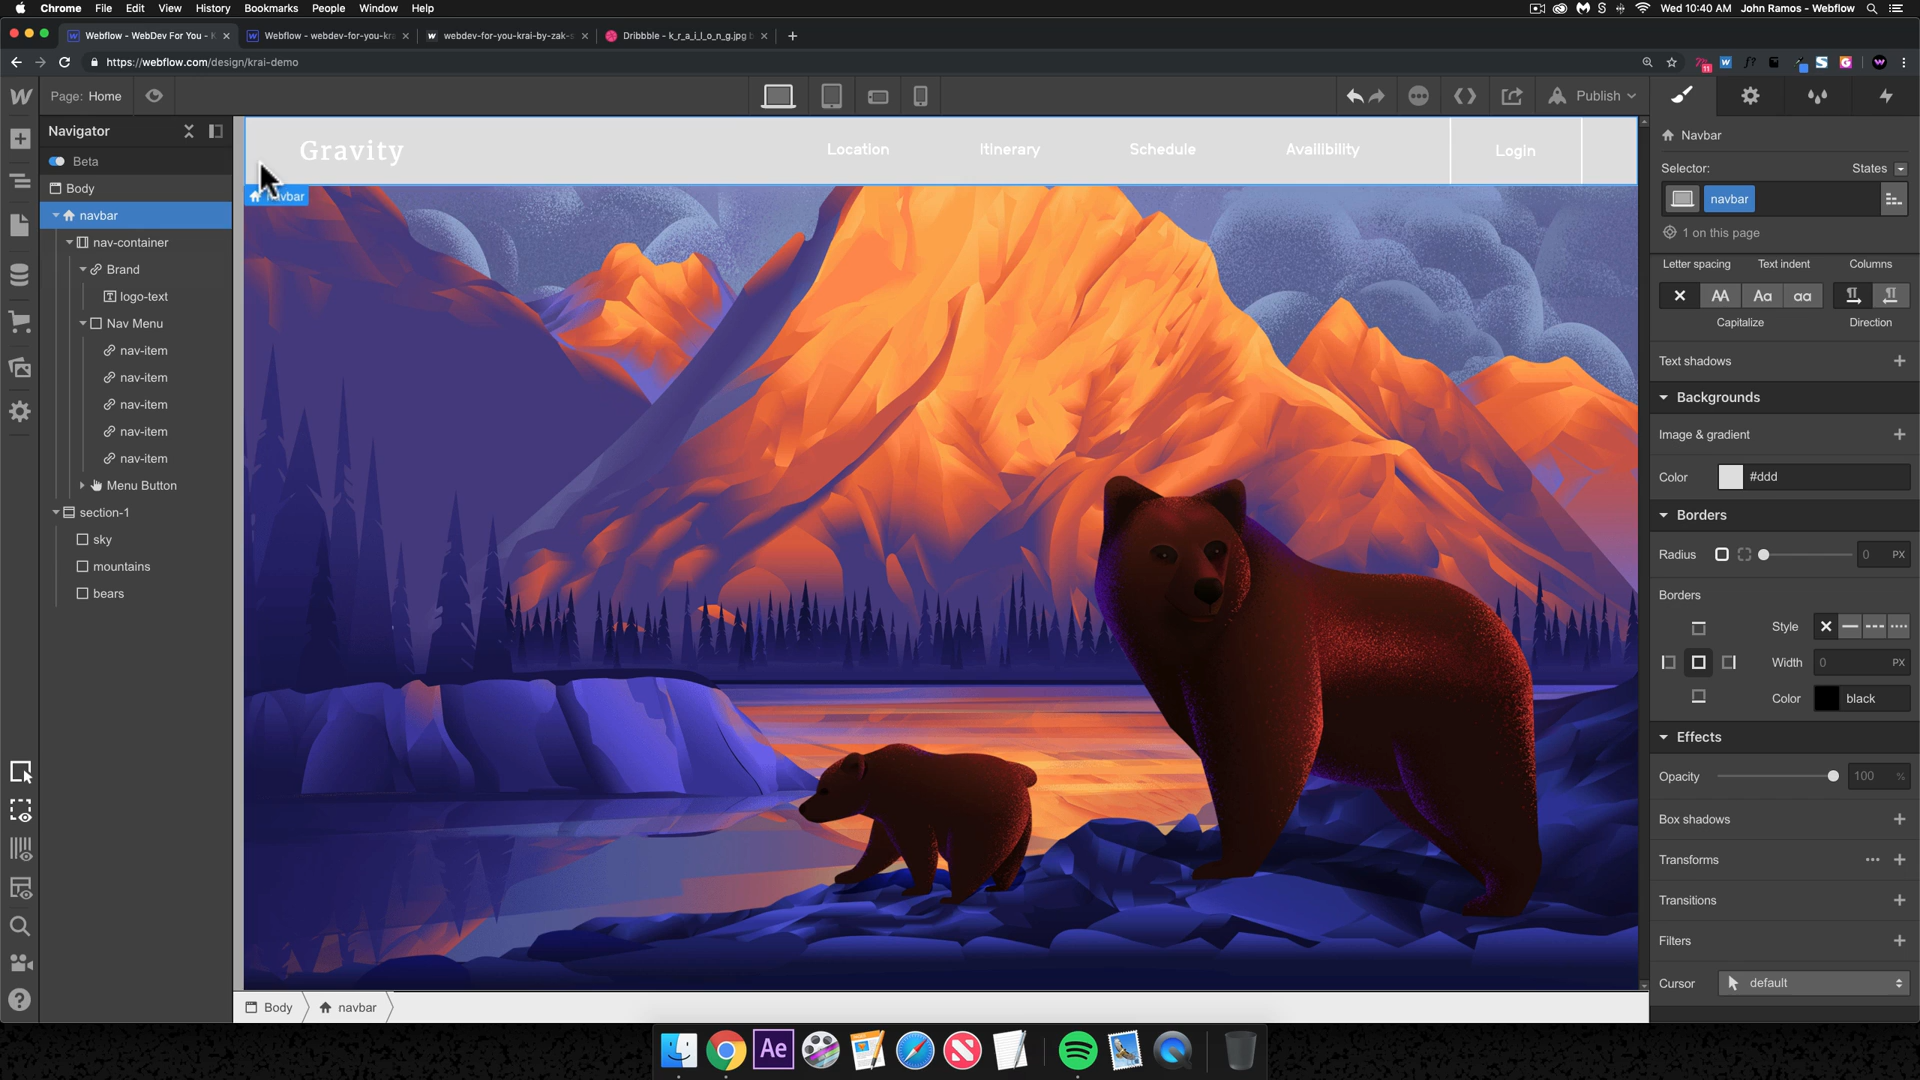 Chrome File Edit View History Bookmarks People Window Help
Wed 10:40 AM John Ramos - Webflow
Webflow - WebDev For You - K
Webflow - webdev-for-you-kra
webdev-for-you-krai-by-zak-s
Dribbble - k_r_a_i_l_o_n_g.jpg b
https://webflow.com/design/krai-demo
11
Page: Home
Publish
Navigator
Beta
Body
navbar
nav-container
Brand
logo-text
Nav Menu
nav-item
nav-item
nav-item
nav-item
nav-item
Menu Button
section-1
sky
mountains
bears
Gravity
Location
Itinerary
Schedule
Availibility
Login
navbar
Body
navbar
Navbar
Selector:
States
navbar
1 on this page
Letter spacing Text indent Columns
AA Aa aa
Capitalize Direction
Text shadows
Backgrounds
Image & gradient
Color #ddd
Borders
Radius 0 PX
Borders
Style
Width 0 PX
Color black
Effects
Opacity 100 %
Box shadows
Transforms
Transitions
Filters
Cursor default
Ae